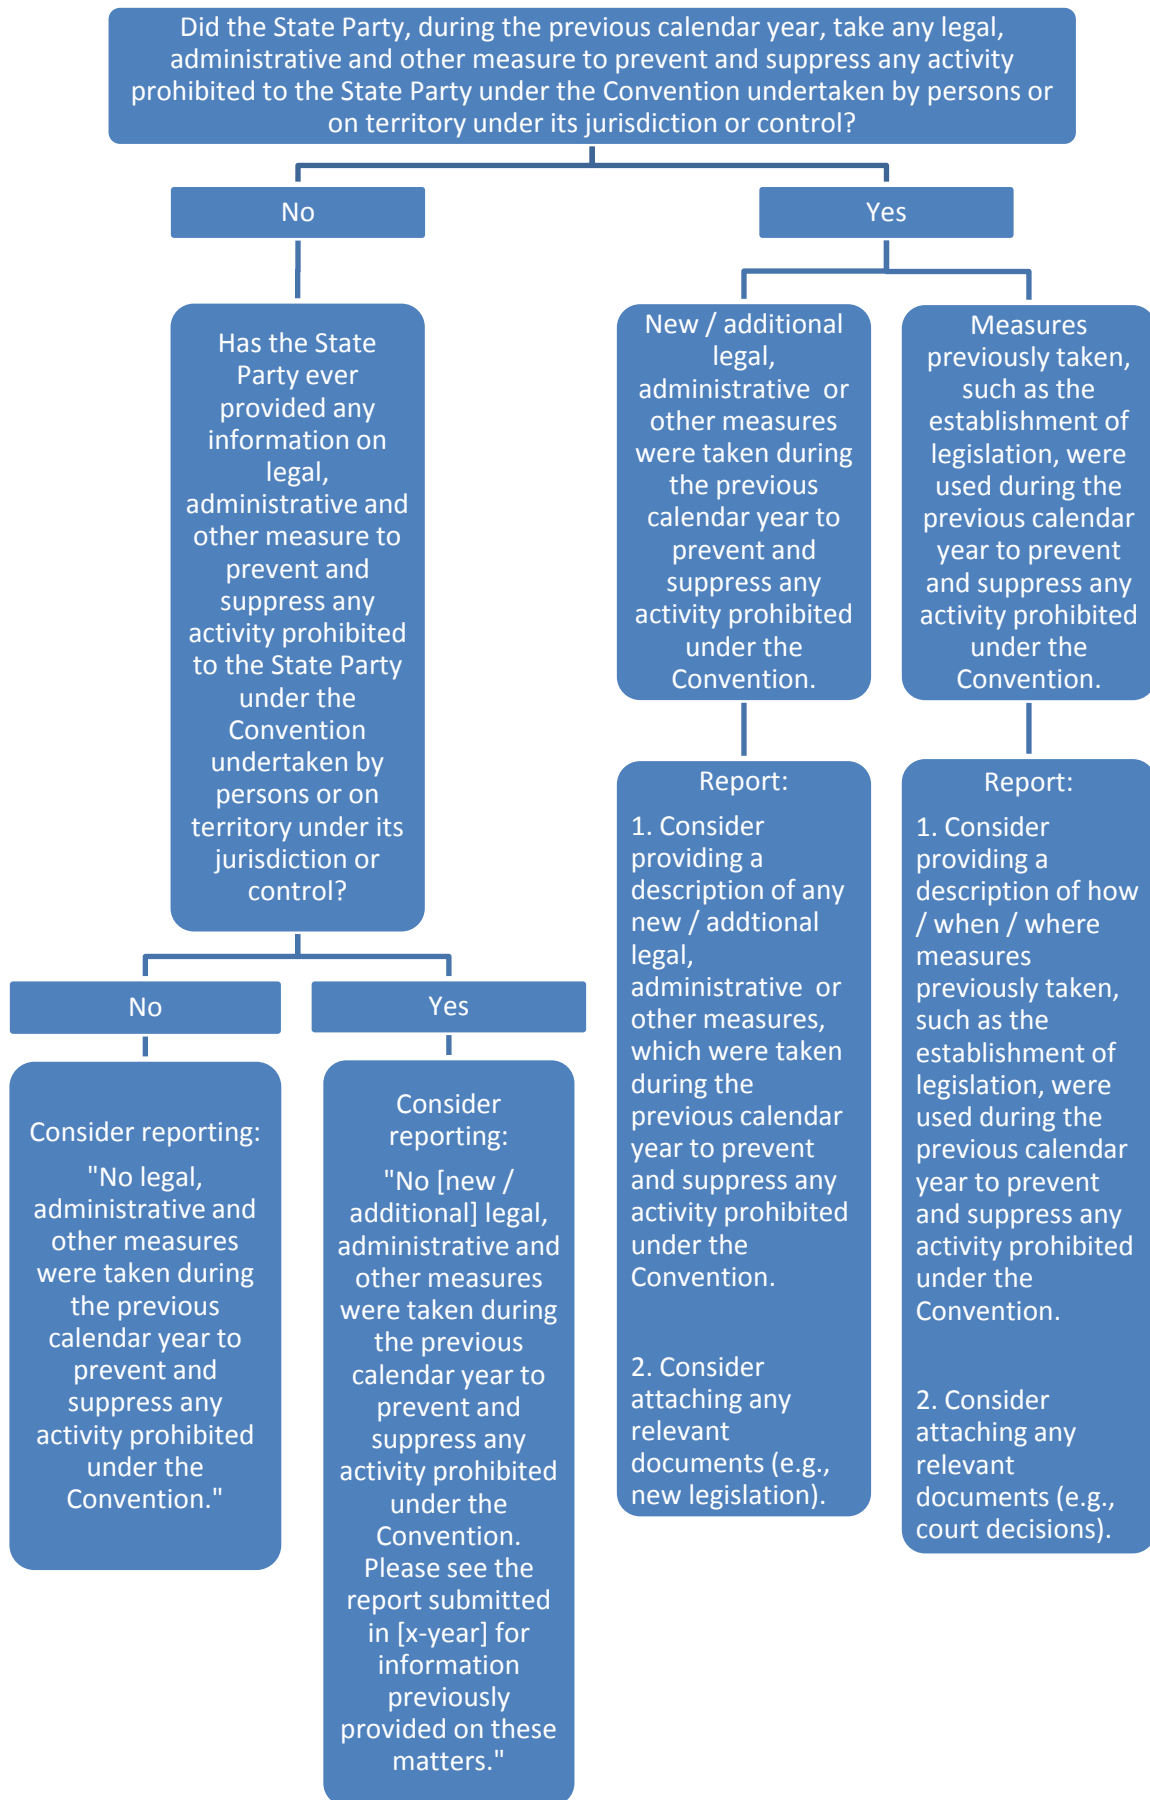 Did the State Party, during the previous calendar year, take any legal,
administrative and other measure to prevent and suppress any activity
prohibited to the State Party under the Convention undertaken by persons or
on territory under its jurisdiction or control?
No
Has the State
Party ever
provided any
information on
legal,
administrative and
other measure to
prevent and
suppress any
activity prohibited
to the State Party
under the
Convention
undertaken by
persons or on
territory under its
jurisdiction or
control?
No
Consider reporting:
"No legal,
administrative and
other measures
were taken during
the previous
calendar year to
prevent and
suppress any
activity prohibited
under the
Convention."
Yes
Consider
reporting:
"No [new /
additional] legal,
administrative and
other measures
were taken during
the previous
calendar year to
prevent and
suppress any
activity prohibited
under the
Convention.
Please see the
report submitted
in [x-year] for
information
previously
provided on these
matters."
Yes
New / additional
legal,
administrative or
other measures
were taken during
the previous
calendar year to
prevent and
suppress any
activity prohibited
under the
Convention.
Report:
1. Consider
providing a
description of any
new / addtional
legal,
administrative or
other measures,
which were taken
during the
previous calendar
year to prevent
and suppress any
activity prohibited
under the
Convention.
2. Consider
attaching any
relevant
documents (e.g.,
new legislation).
Measures
previously taken,
such as the
establishment of
legislation, were
used during the
previous calendar
year to prevent
and suppress any
activity prohibited
under the
Convention.
Report:
1. Consider
providing a
description of how
/ when / where
measures
previously taken,
such as the
establishment of
legislation, were
used during the
previous calendar
year to prevent
and suppress any
activity prohibited
under the
Convention.
2. Consider
attaching any
relevant
documents (e.g.,
court decisions).